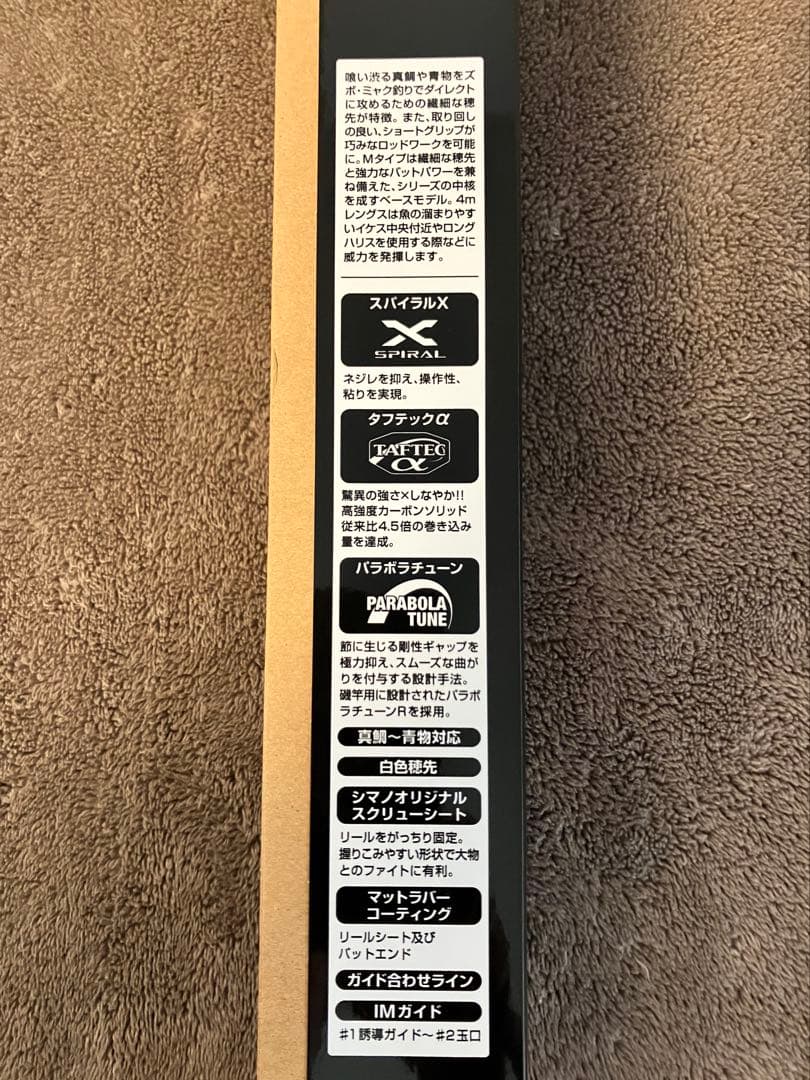 喰い渋る真鯛や青物をズ
ボ・ミャク釣りでダイレクト
に攻めるための繊細な穂
先が特徴。また、取り回し
の良い、ショートグリップが
巧みなロッドワークを可能
に。Mタイプは繊細な穂先
と強力なバットパワーを兼
ね備えた、シリーズの中核
を成すベースモデル。4m
レングスは魚の溜まりやす
いイケス中央付近やロング
ハリスを使用する際などに
威力を発揮します。
スパイラルX
X
SPIRAL
ネジレを抑え、操作性、
粘りを実現。
タフテックα
TAFTEC
α
驚異の強さ×しなやか!!
高強度カーボンソリッド
従来比4.5倍の巻き込み
量を達成。
パラボラチューン
PARABOLA
TUNE
節に生じる剛性ギャップを
極力抑え、スムーズな曲が
りを付与する設計手法。
磯竿用に設計されたパラボ
ラチューンRを採用。
真鯛～青物対応
白色穂先
シマノオリジナル
スクリューシート
リールをがっちり固定。
握りこみやすい形状で大物
とのファイトに有利。
マットラバー
コーティング
リールシート及び
バットエンド
ガイド合わせライン
IMガイド
♯1誘導ガイド～♯2玉口